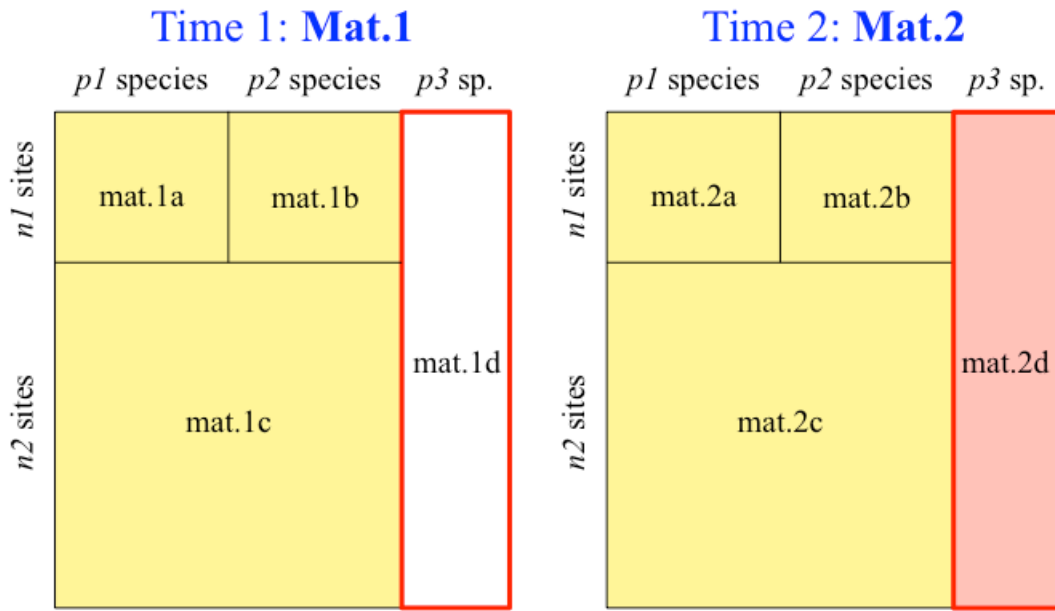 Time 1: Mat.1
Time 2: Mat.2
p1 species
p2 species
p3 sp.
p1 species
p2 species
p3 sp.
n1 sites
mat.1a
mat.1b
n1 sites
mat.2a
mat.2b
mat.1d
mat.2d
n2 sites
mat.1c
n2 sites
mat.2c